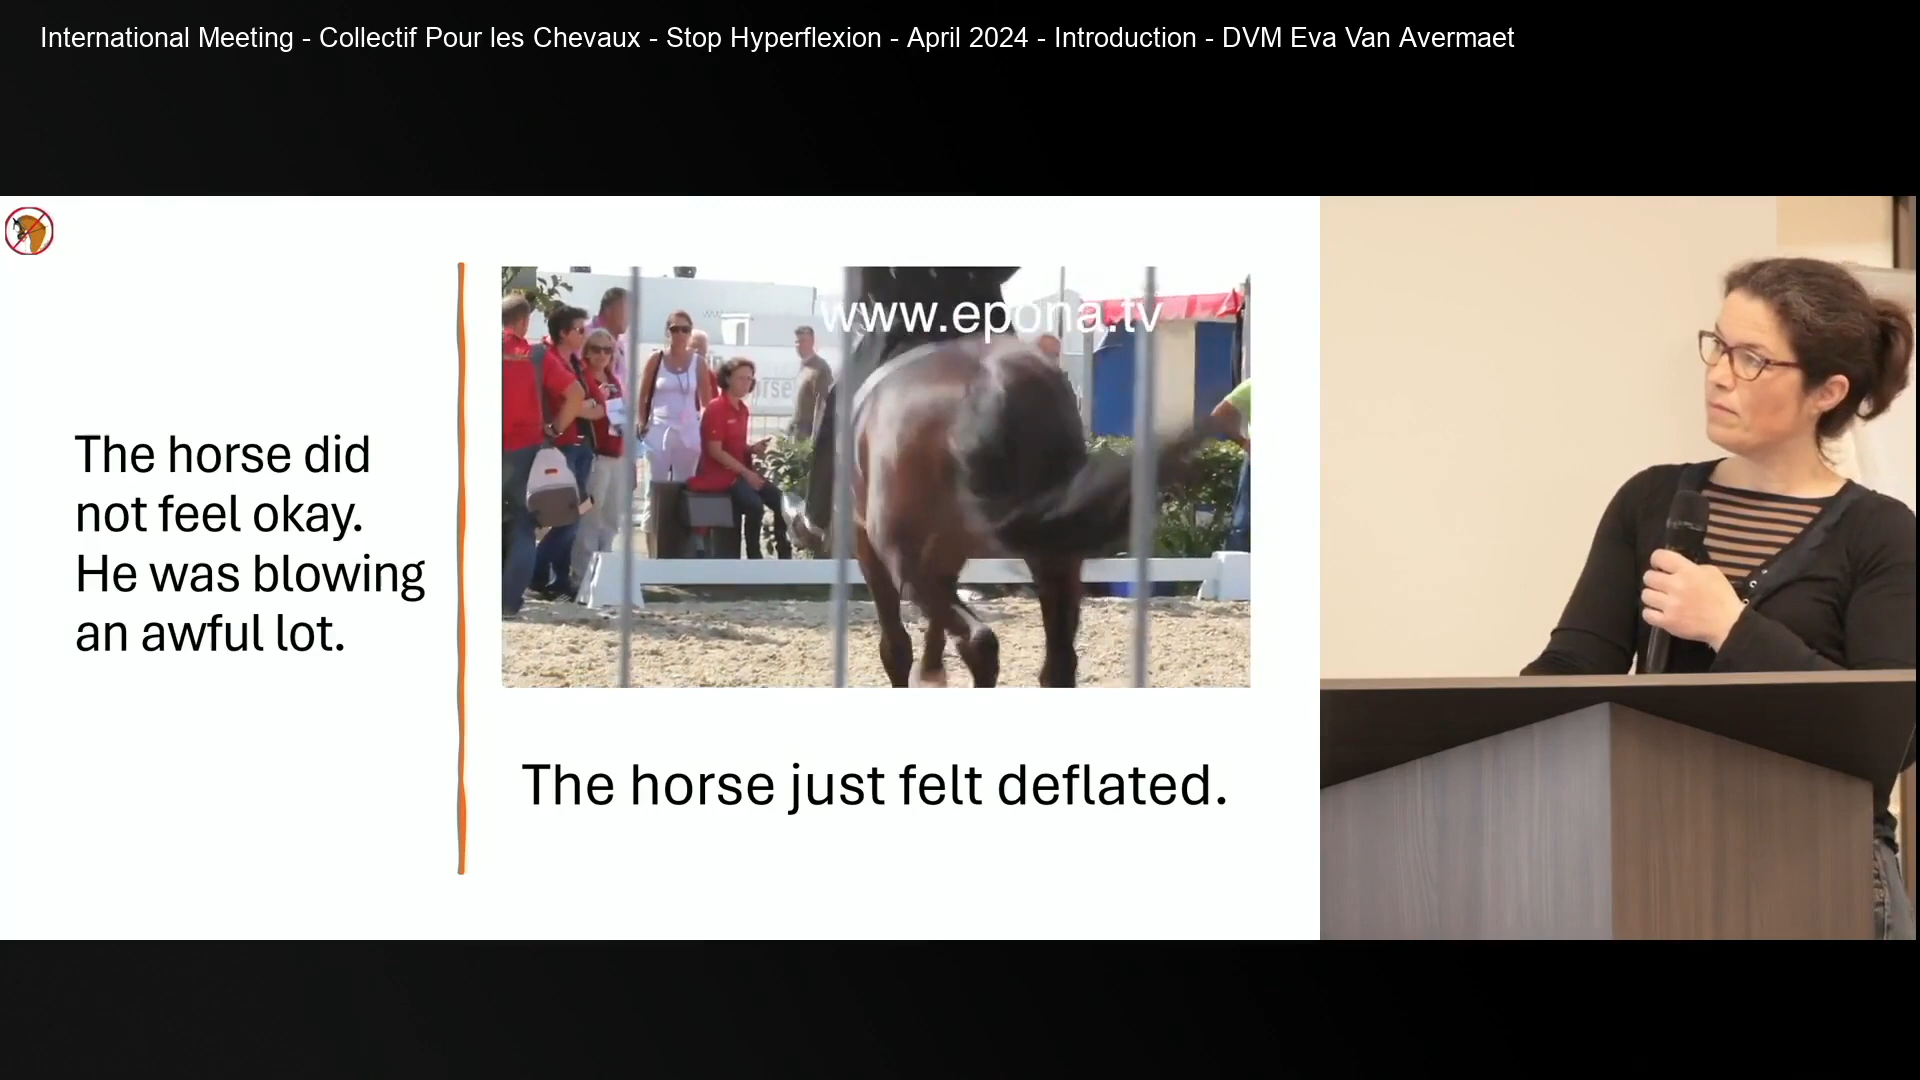 International Meeting - Collectif Pour les Chevaux - Stop Hyperflexion - April 2024 - Introduction - DVM Eva Van Avermaet
The horse did
not feel okay.
He was blowing
an awful lot.
www.epona.tv
The horse just felt deflated.